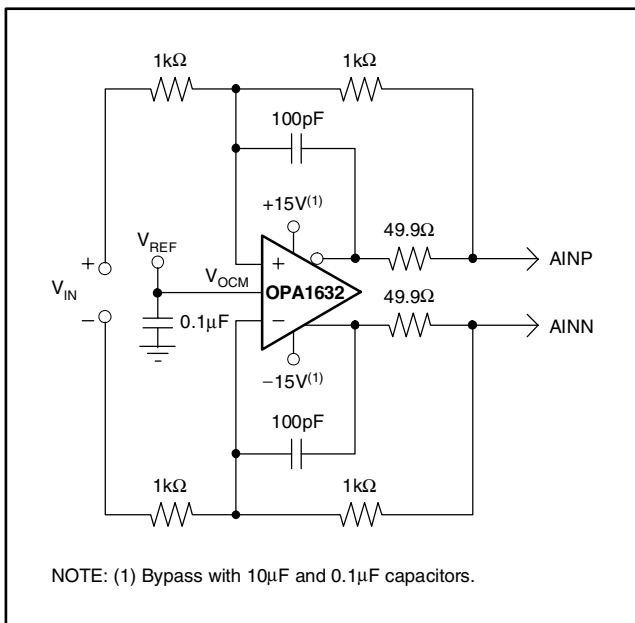 1kΩ
1kΩ
100pF
+15V(1)
49.9Ω
VREF
+
AINP
+
VOCM
VIN
OPA1632
49.9Ω
−
0.1μF
−
AINN
−15V(1)
100pF
1kΩ
1kΩ
NOTE: (1) Bypass with 10μF and 0.1μF capacitors.